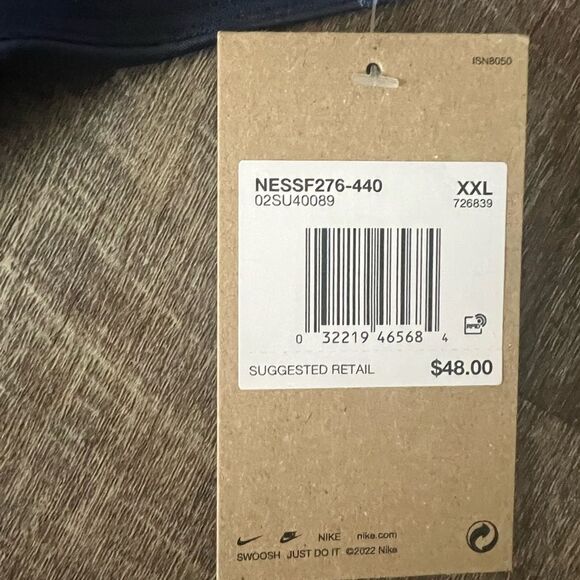 ISN8050
NESSF276-440 XXL
02SU40089 726839
RFID
0 32219 46568 4
SUGGESTED RETAIL $48.00
NIKE nike.com
SWOOSH JUST DO IT ©2022 Nike